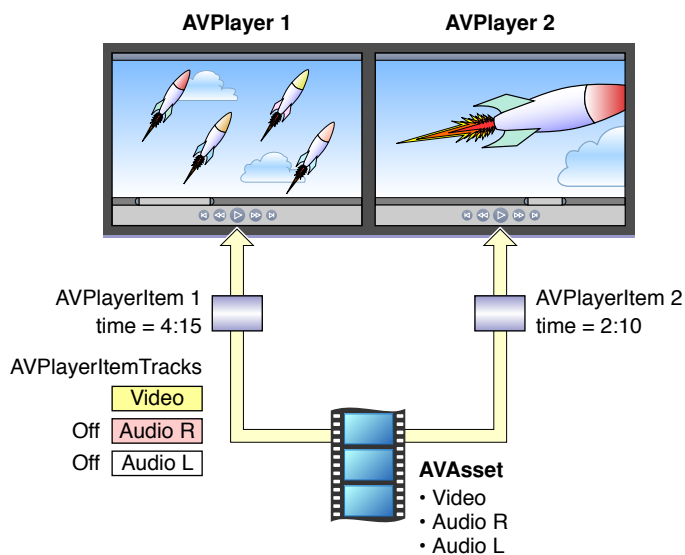 AVPlayer 1
AVPlayer 2
AVPlayerItem 1
time = 4:15
AVPlayerItem 2
time = 2:10
AVPlayerItemTracks
Video
Off Audio R
Off Audio L
AVAsset
• Video
• Audio R
• Audio L